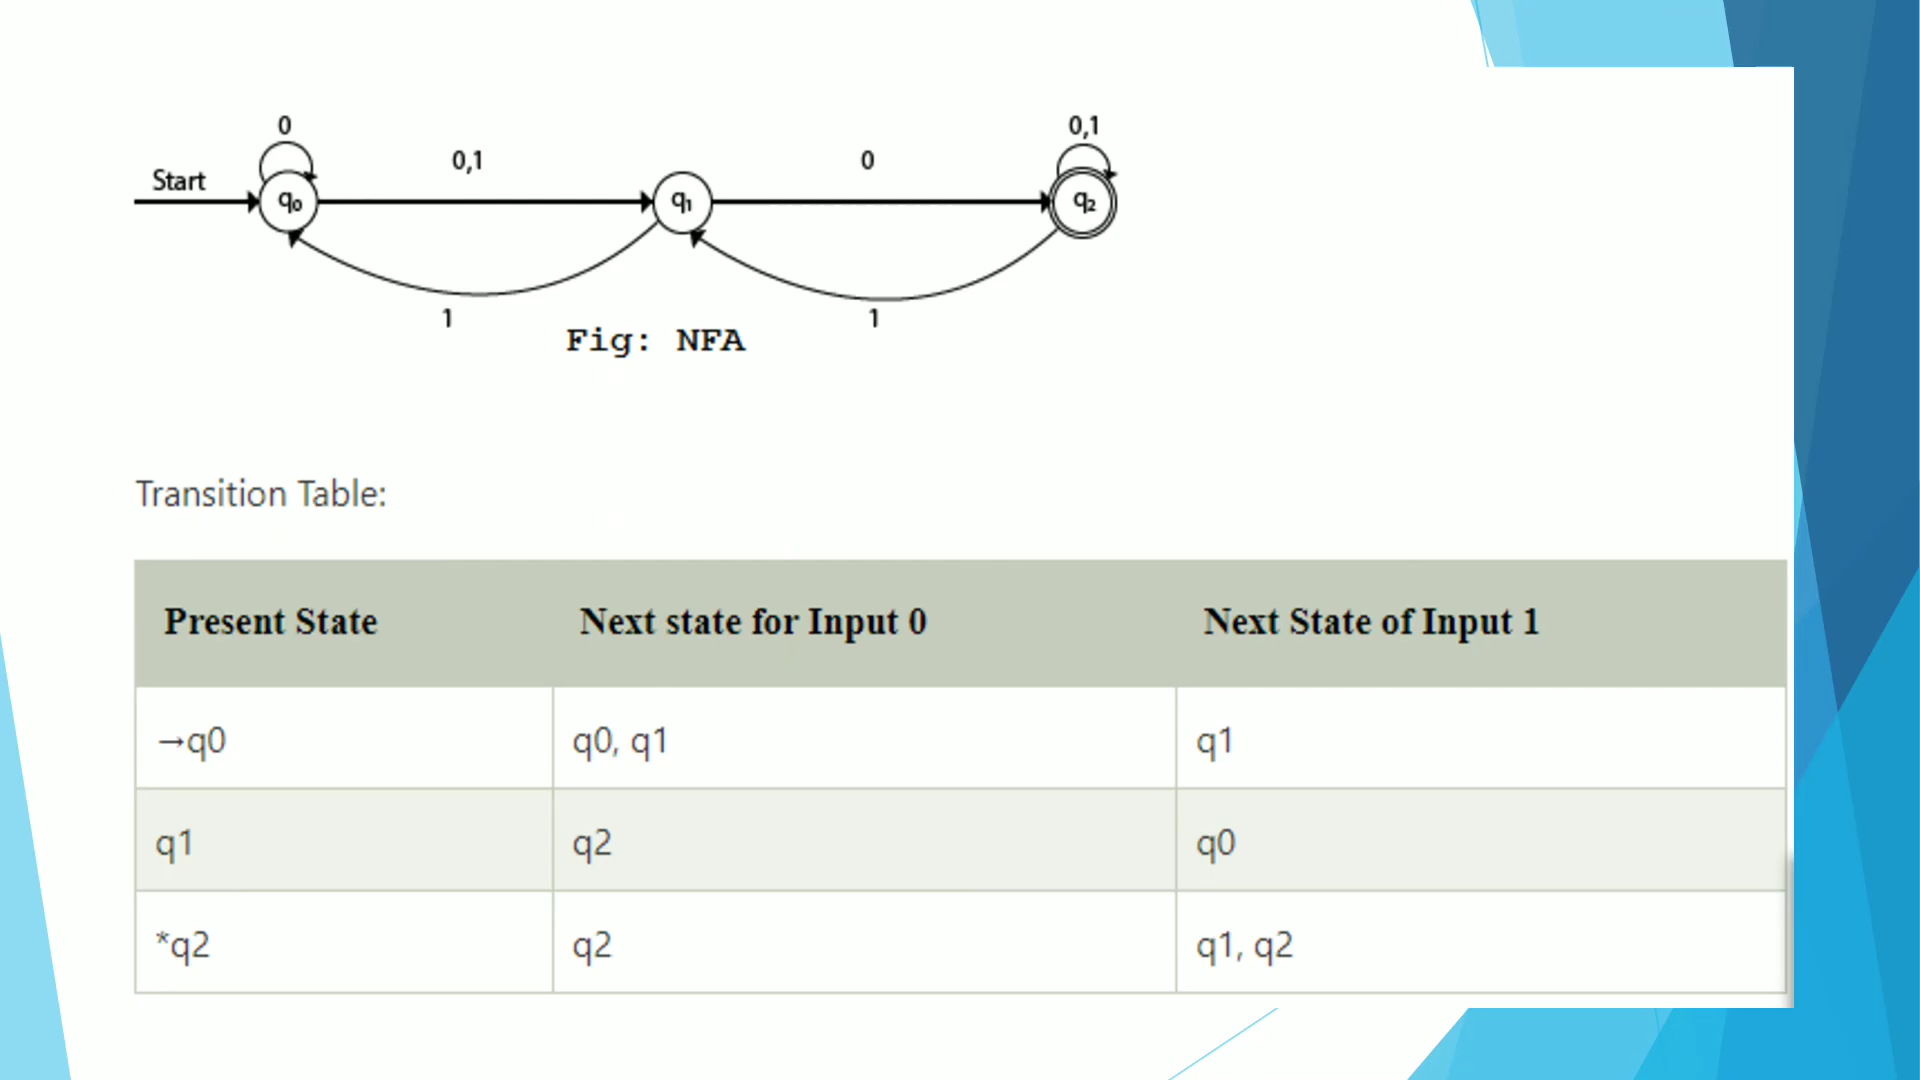 0 0,1
0,1 0
Start
q₀ q₁ q₂
1 1
Fig: NFA
Transition Table:
Present State Next state for Input 0 Next State of Input 1
→q0 q0, q1 q1
q1 q2 q0
*q2 q2 q1, q2